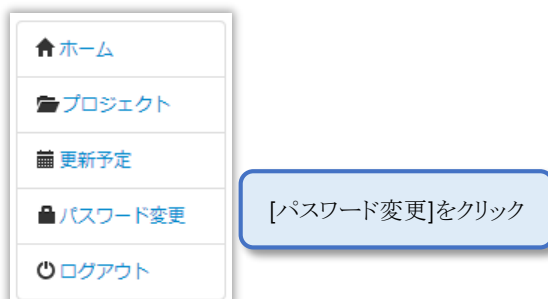 ホーム
プロジェクト
更新予定
パスワード変更
[パスワード変更]をクリック
ログアウト